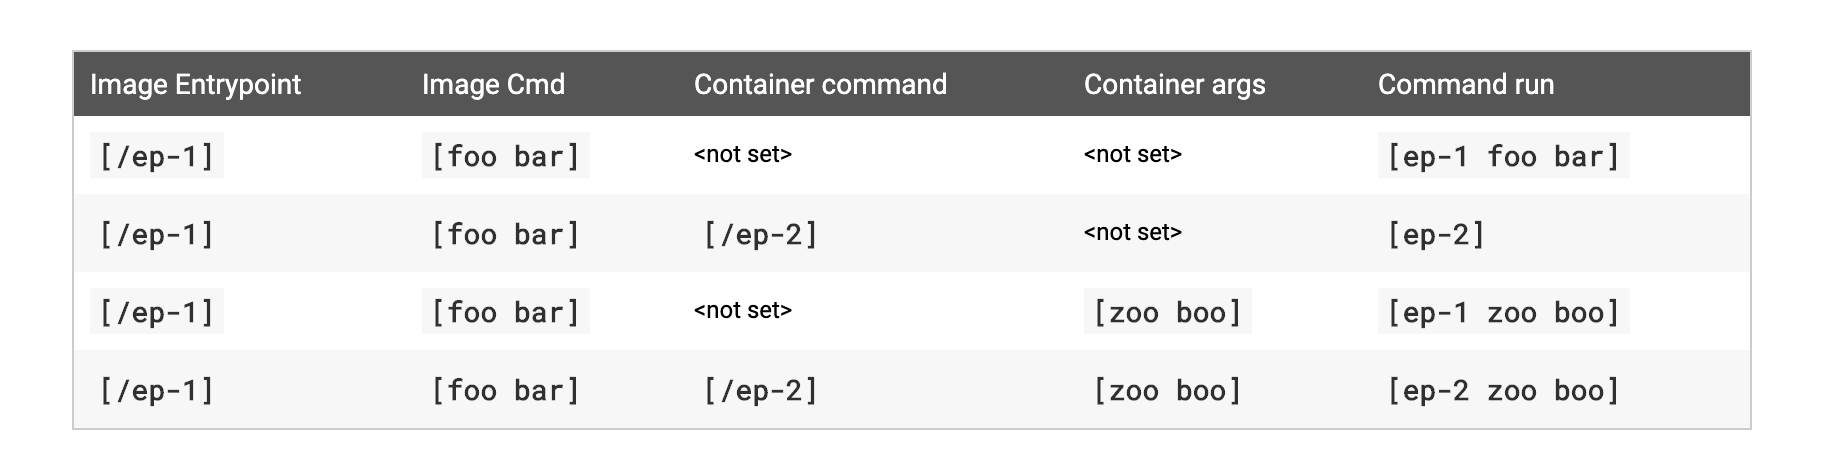 Image Entrypoint Image Cmd Container command Container args Command run
[/ep-1] [foo bar] <not set> <not set> [ep-1 foo bar]
[/ep-1] [foo bar] [/ep-2] <not set> [ep-2]
[/ep-1] [foo bar] <not set> [zoo boo] [ep-1 zoo boo]
[/ep-1] [foo bar] [/ep-2] [zoo boo] [ep-2 zoo boo]